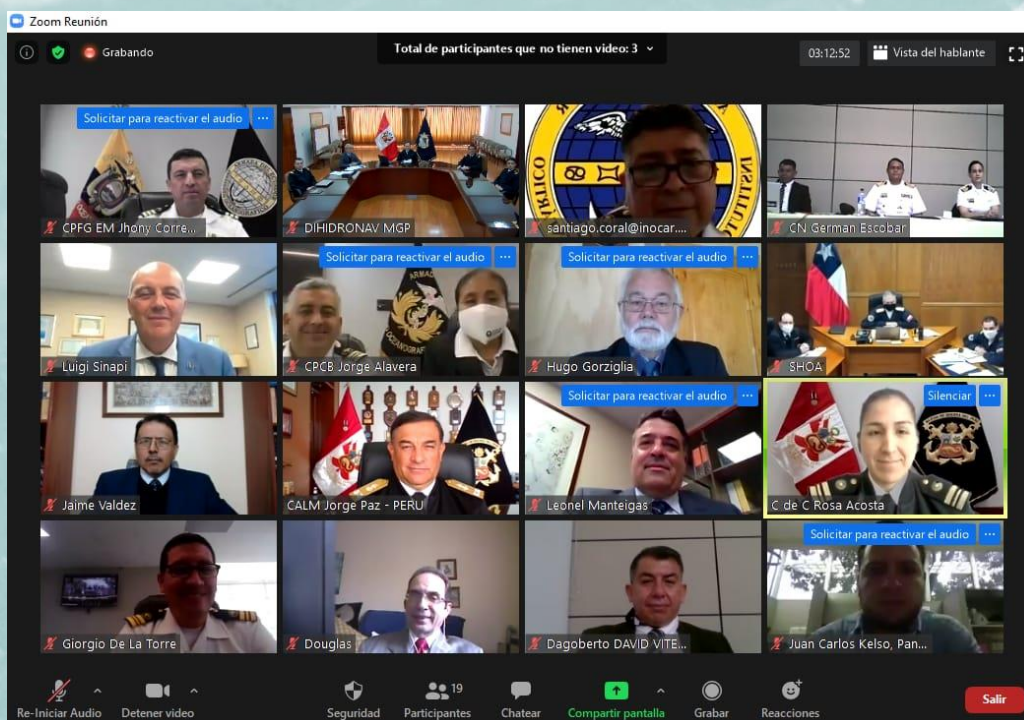 Zoom Reunión
Grabando
Total de participantes que no tienen video: 3
03:12:52
Vista del hablante
Solicitar para reactivar el audio ...
CPFG EM Jhony Corre...
DIHIDRONAV MGP
santiago.coral@inocar....
CN German Escobar
Luigi Sinapi
Solicitar para reactivar el audio ...
CPCB Jorge Alavera
Solicitar para reactivar el audio ...
Hugo Gorziglia
SHOA
Jaime Valdez
CALM Jorge Paz - PERU
Solicitar para reactivar el audio ...
Leonel Manteigas
Silenciar ...
C de C Rosa Acosta
Giorgio De La Torre
Douglas
Dagoberto DAVID VITE...
Solicitar para reactivar el audio ...
Juan Carlos Kelso, Pan...
Re-Iniciar Audio
Detener video
Seguridad
19
Participantes
Chatear
Compartir pantalla
Grabar
Reacciones
Salir